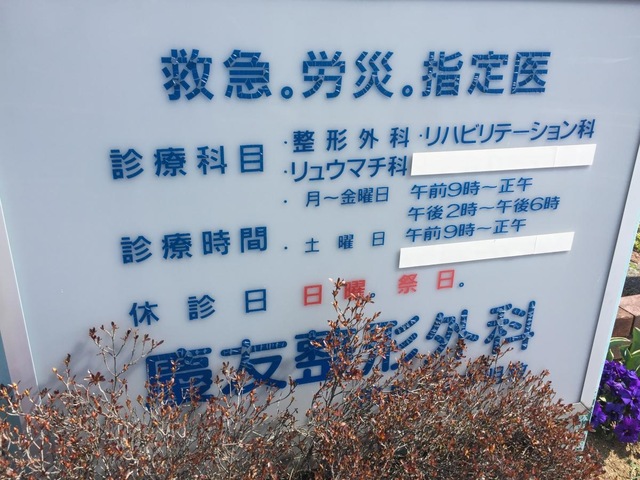 救急。労災。指定医
診療科目 ・整形外科・リハビリテーション科
リュウマチ科
診療時間 ・月～金曜日 午前9時～正午
午後2時～午後6時
・土曜日 午前9時～正午
休診日 日曜。祭日。
慶友整形外科